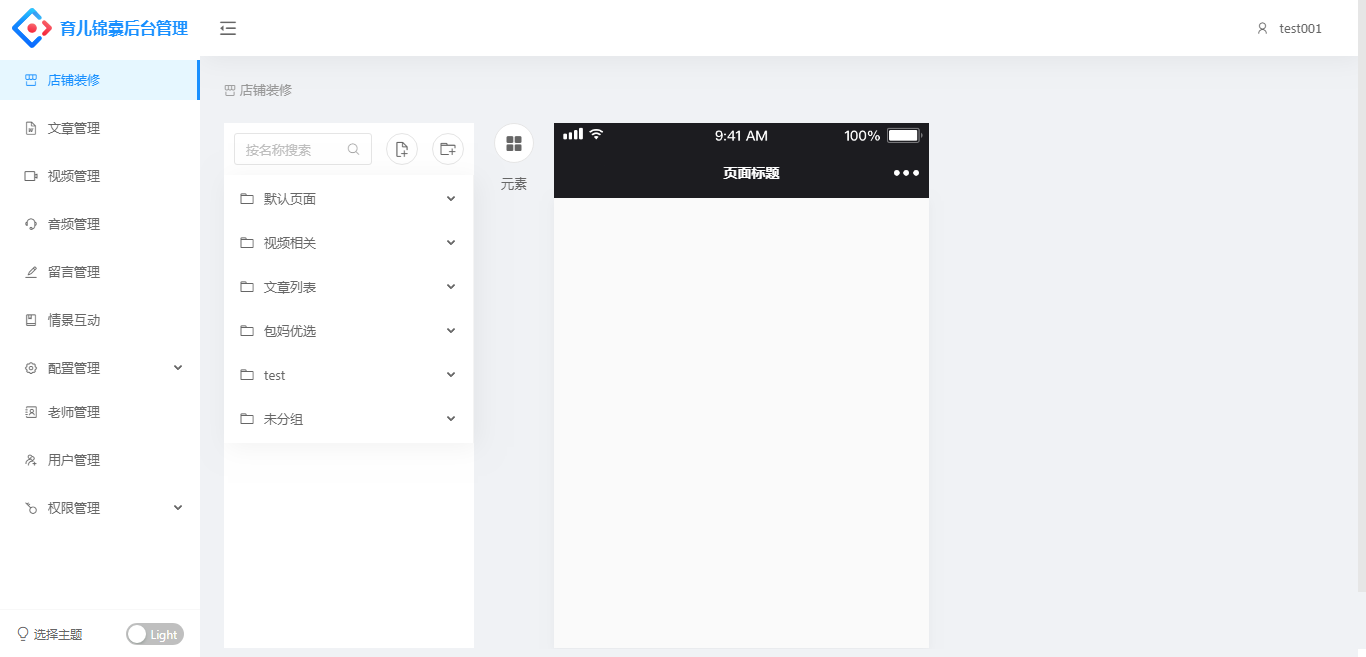 育儿锦囊后台管理
test001
店铺装修
文章管理
视频管理
音频管理
留言管理
情景互动
配置管理
老师管理
用户管理
权限管理
选择主题
Light
店铺装修
按名称搜索
默认页面
视频相关
文章列表
包妈优选
test
未分组
元素
9:41 AM
100%
页面标题